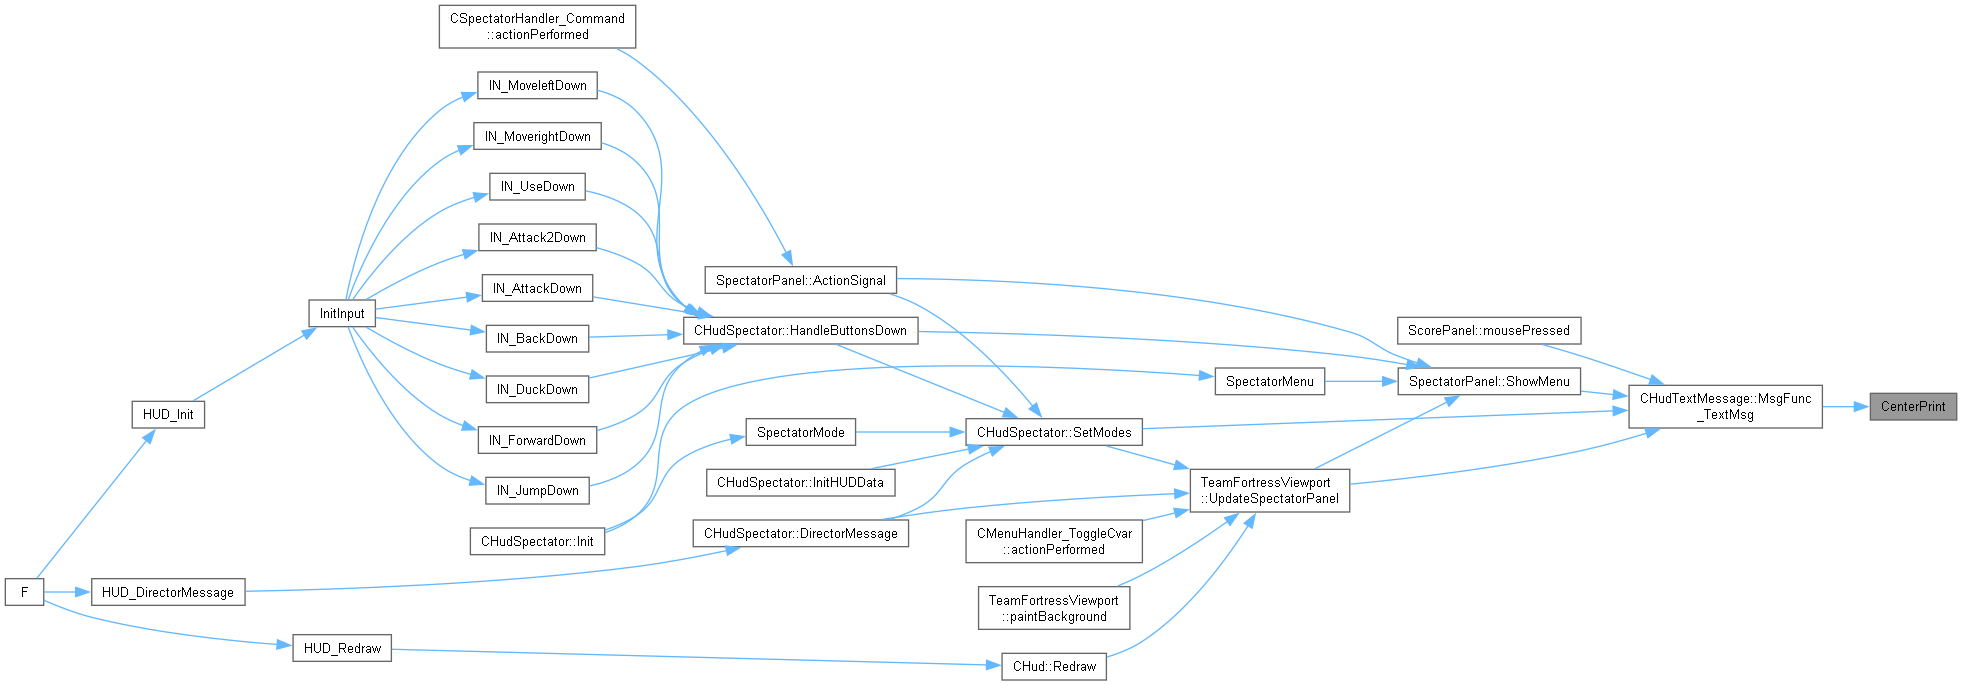 CSpectatorHandler_Command
::actionPerformed
IN_MoveleftDown
IN_MoverightDown
IN_UseDown
IN_Attack2Down
IN_AttackDown
IN_BackDown
IN_DuckDown
IN_ForwardDown
IN_JumpDown
InitInput
HUD_Init
F
HUD_DirectorMessage
HUD_Redraw
CHudSpectator::Init
SpectatorPanel::ActionSignal
CHudSpectator::HandleButtonsDown
SpectatorMode
CHudSpectator::InitHUDData
CHudSpectator::DirectorMessage
CHudSpectator::SetModes
CMenuHandler_ToggleCvar
::actionPerformed
TeamFortressViewport
::paintBackground
CHud::Redraw
SpectatorMenu
TeamFortressViewport
::UpdateSpectatorPanel
ScorePanel::mousePressed
SpectatorPanel::ShowMenu
CHudTextMessage::MsgFunc
_TextMsg
CenterPrint